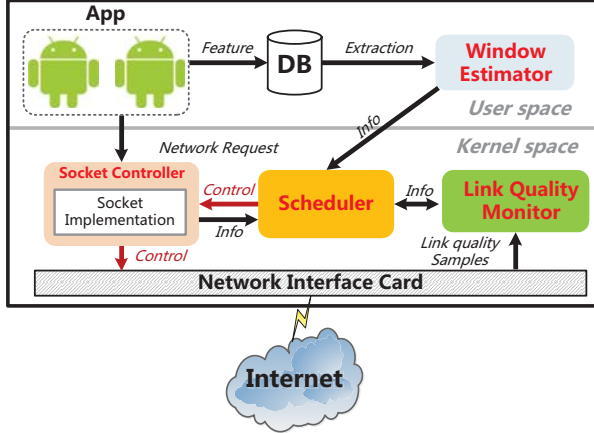 App
Feature
DB
Extraction
Window
Estimator
User space
Info
Kernel space
Network Request
Socket Controller
Socket
Implementation
Control
Info
Scheduler
Info
Link Quality
Monitor
Control
Link quality
Samples
Network Interface Card
Internet